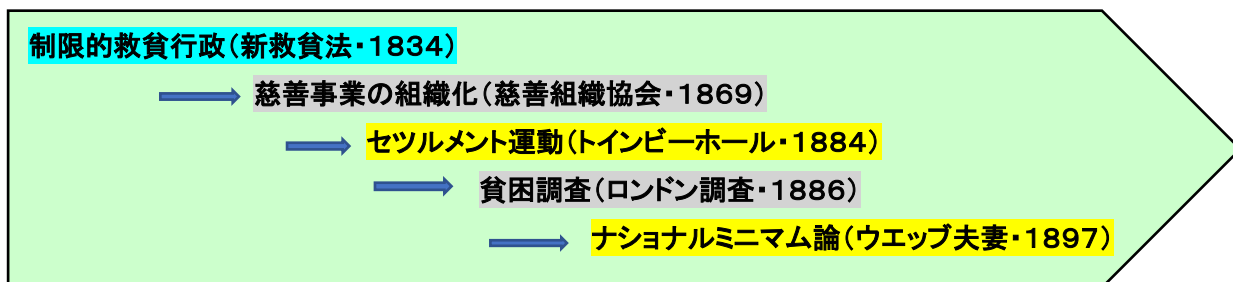 制限的救貧行政（新救貧法・1834）
慈善事業の組織化（慈善組織協会・1869）
セツルメント運動（トインビーホール・1884）
貧困調査（ロンドン調査・1886）
ナショナルミニマム論（ウエッブ夫妻・1897）